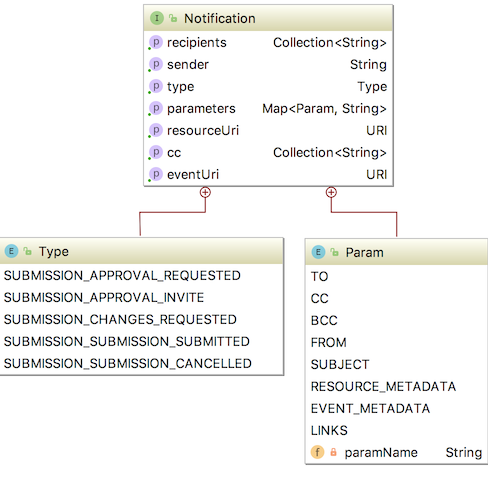 I Notification
p recipients Collection<String>
p sender String
p type Type
p parameters Map<Param, String>
p resourceUri URI
p cc Collection<String>
p eventUri URI
E Type
SUBMISSION_APPROVAL_REQUESTED
SUBMISSION_APPROVAL_INVITE
SUBMISSION_CHANGES_REQUESTED
SUBMISSION_SUBMISSION_SUBMITTED
SUBMISSION_SUBMISSION_CANCELLED
E Param
TO
CC
BCC
FROM
SUBJECT
RESOURCE_METADATA
EVENT_METADATA
LINKS
f paramName String